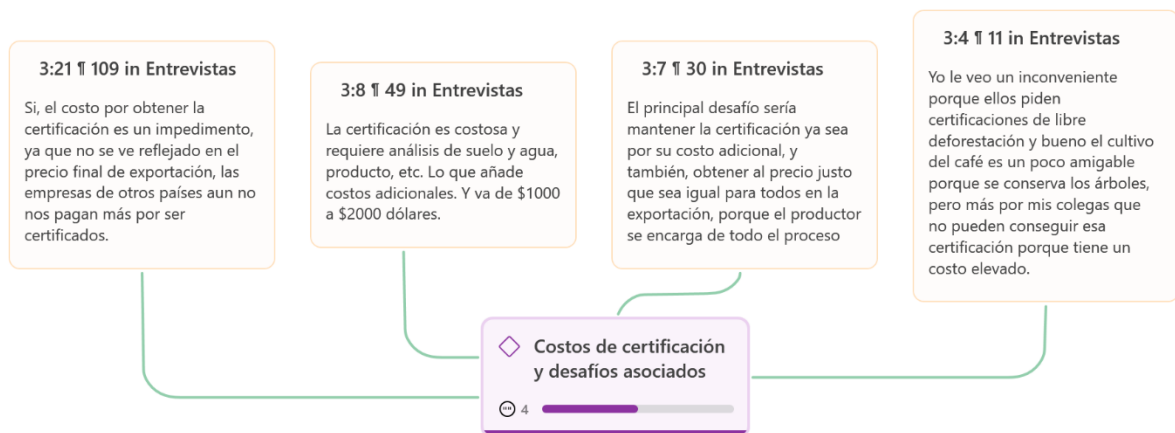 3:21 ¶ 109 in Entrevistas
Si, el costo por obtener la
certificación es un impedimento,
ya que no se ve reflejado en el
precio final de exportación, las
empresas de otros países aun no
nos pagan más por ser
certificados.
3:8 ¶ 49 in Entrevistas
La certificación es costosa y
requiere análisis de suelo y agua,
producto, etc. Lo que añade
costos adicionales. Y va de $1000
a $2000 dólares.
3:7 ¶ 30 in Entrevistas
El principal desafío sería
mantener la certificación ya sea
por su costo adicional, y
también, obtener al precio justo
que sea igual para todos en la
exportación, porque el productor
se encarga de todo el proceso
3:4 ¶ 11 in Entrevistas
Yo le veo un inconveniente
porque ellos piden
certificaciones de libre
deforestación y bueno el cultivo
del café es un poco amigable
porque se conserva los árboles,
pero más por mis colegas que
no pueden conseguir esa
certificación porque tiene un
costo elevado.
Costos de certificación
y desafíos asociados
4